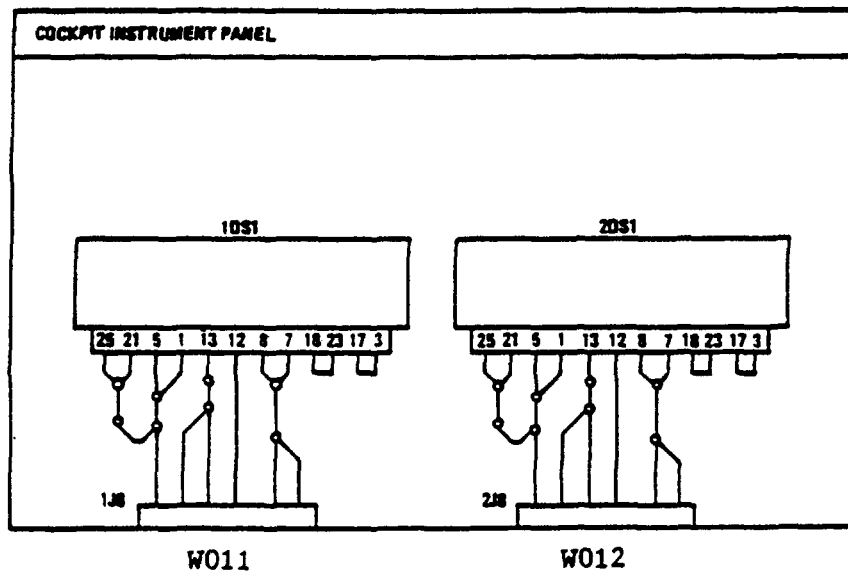 COCKPIT INSTRUMENT PANEL
1DS1 2DS1
25 21 5 1 13 12 8 7 18 23 17 3 25 21 5 1 13 12 8 7 18 23 17 3
1J8 2J8
W011 W012